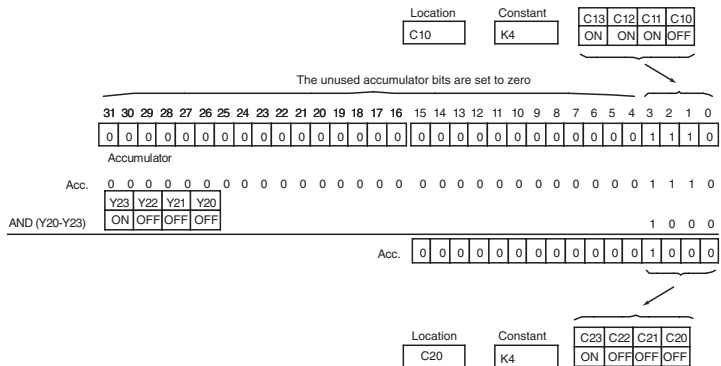 Location Constant C13 C12 C11 C10
C10 K4 ON ON ON OFF
The unused accumulator bits are set to zero
31 30 29 28 27 26 25 24 23 22 21 20 19 18 17 16 15 14 13 12 11 10 9 8 7 6 5 4 3 2 1 0
0 0 0 0 0 0 0 0 0 0 0 0 0 0 0 0 0 0 0 0 0 0 0 0 0 0 0 0 1 1 1 0
Accumulator
Acc. 0 0 0 0 0 0 0 0 0 0 0 0 0 0 0 0 0 0 0 0 0 0 0 0 0 0 0 0 1 1 1 0
Y23 Y22 Y21 Y20
AND (Y20-Y23) ON OFF OFF OFF 1 0 0 0
Acc. 0 0 0 0 0 0 0 0 0 0 0 0 1 0 0 0
Location Constant C23 C22 C21 C20
C20 K4 ON OFF OFF OFF